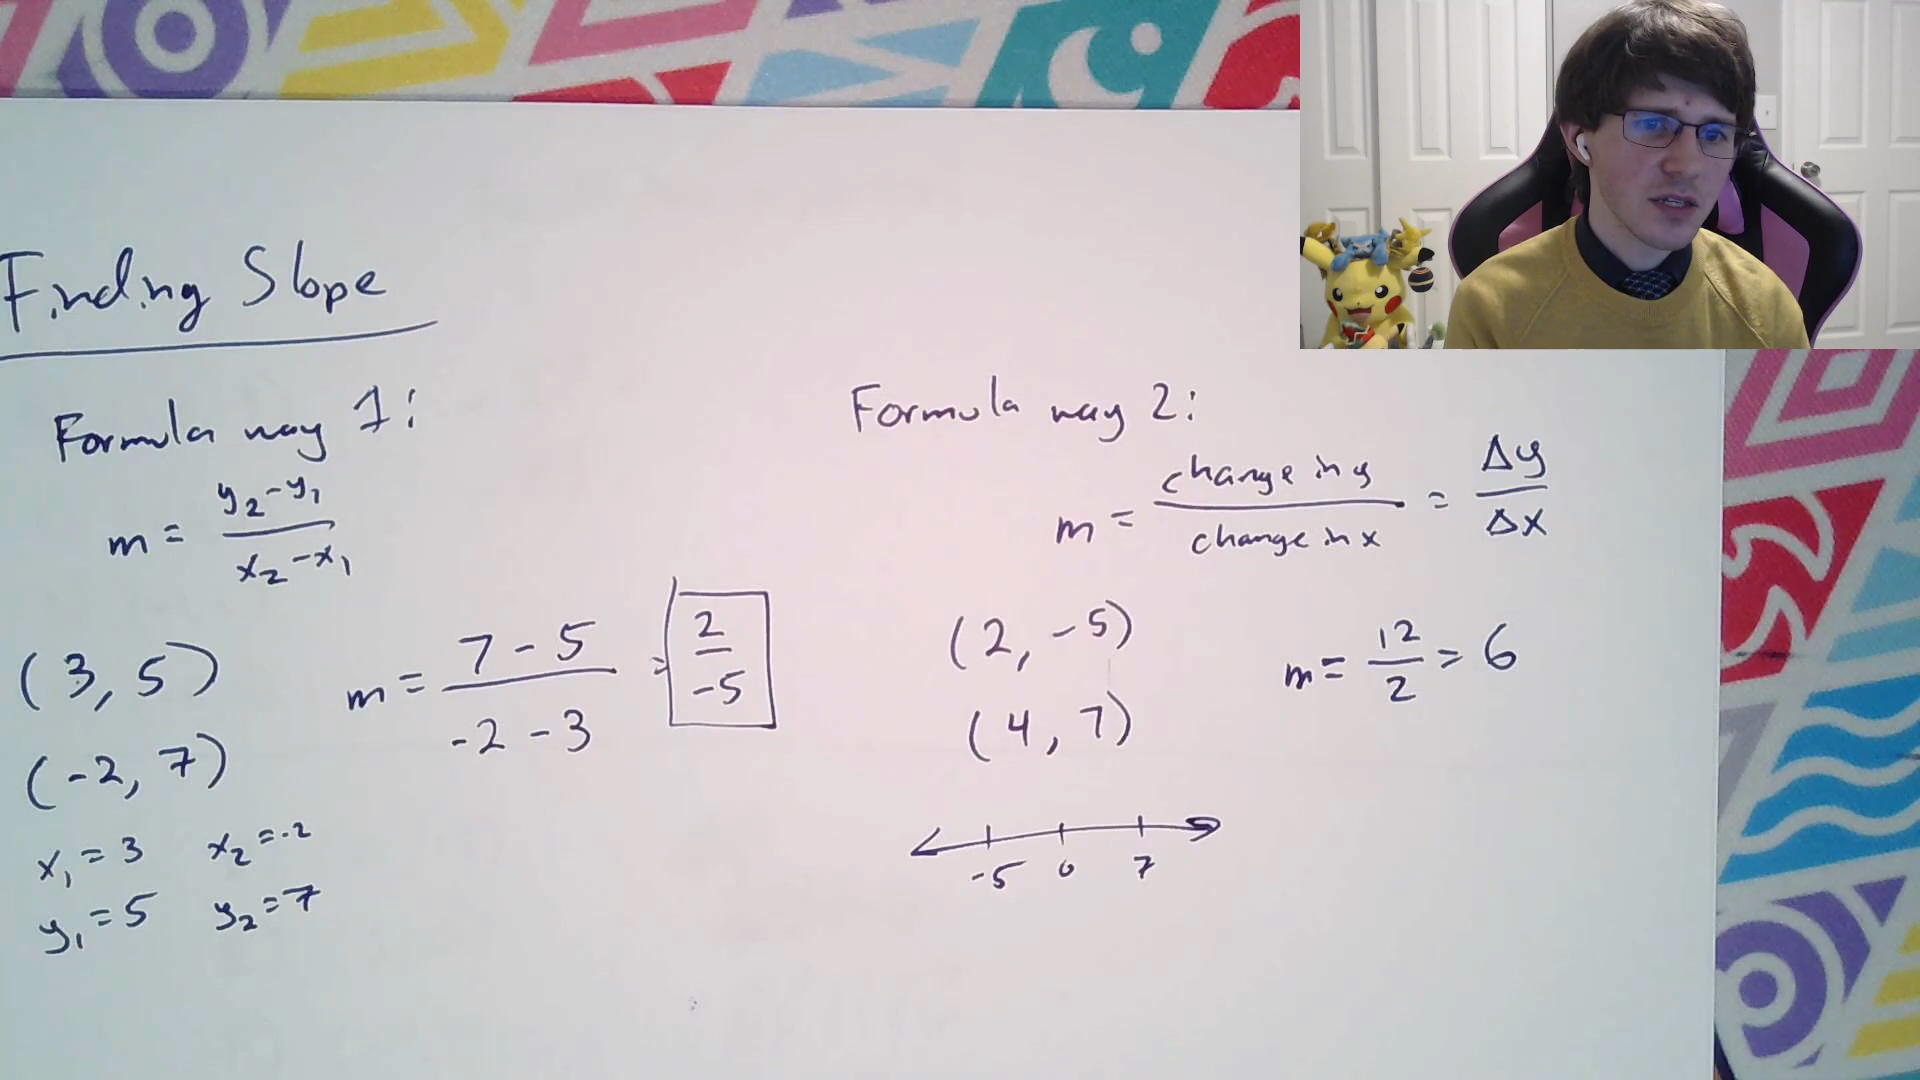 Finding Slope
Formula way 1:
m = y₂-y₁ / x₂-x₁
(3, 5)
(-2, 7)
x₁ = 3 x₂ = -2
y₁ = 5 y₂ = 7
m = 7 - 5 / -2 - 3 = 2 / -5
Formula way 2:
m = change in y / change in x = Δy / Δx
(2, -5)
(4, 7)
m = 12 / 2 = 6
-5 0 7